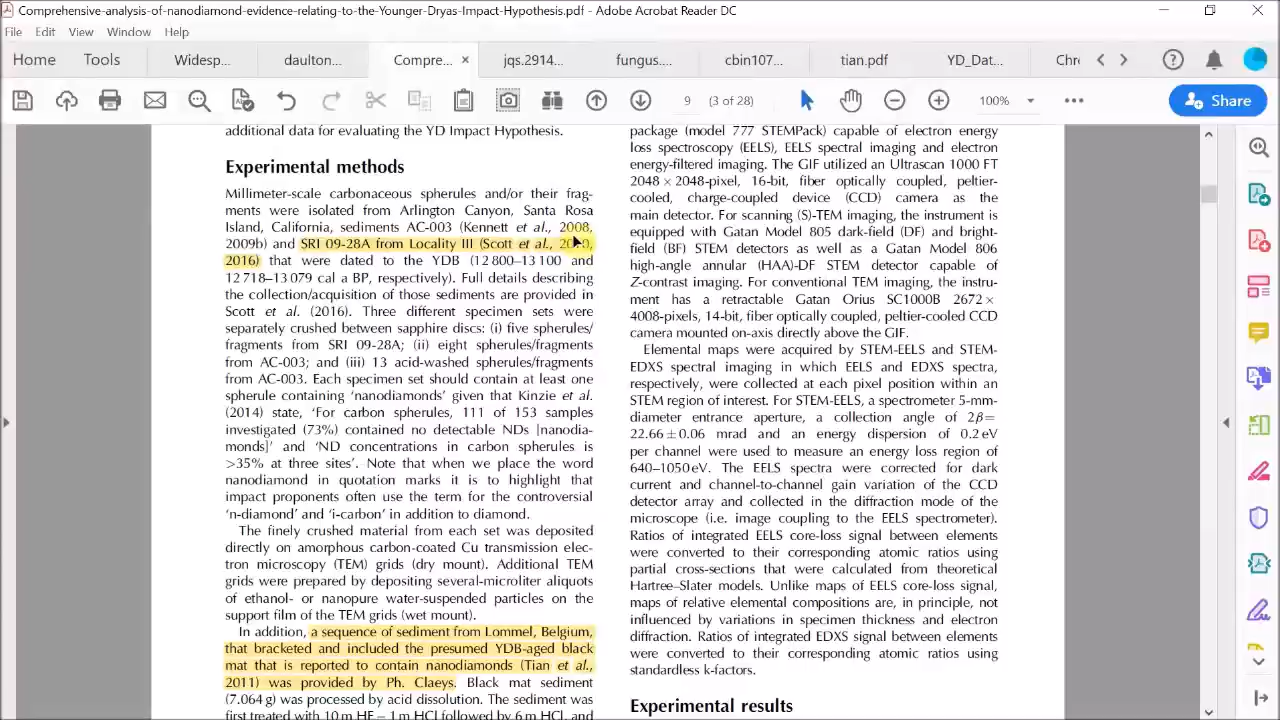 Comprehensive-analysis-of-nanodiamond-evidence-relating-to-the-Younger-Dryas-Impact-Hypothesis.pdf - Adobe Acrobat Reader DC
File Edit View Window Help
Home Tools Widesp... daulton... Compre... × jqs.2914... fungus.... cbin107... tian.pdf YD_Dat... Chr
9 (3 of 28) 100% Share
additional data for evaluating the YD Impact Hypothesis.
Experimental methods
Millimeter-scale carbonaceous spherules and/or their frag-
ments were isolated from Arlington Canyon, Santa Rosa
Island, California, sediments AC-003 (Kennett et al., 2008,
2009b) and SRI 09-28A from Locality III (Scott et al.,
2016) that were dated to the YDB (12 800–13 100 and
12 718–13 079 cal a BP, respectively). Full details describing
the collection/acquisition of those sediments are provided in
Scott et al. (2016). Three different specimen sets were
separately crushed between sapphire discs: (i) five spherules/
fragments from SRI 09-28A; (ii) eight spherules/fragments
from AC-003; and (iii) 13 acid-washed spherules/fragments
from AC-003. Each specimen set should contain at least one
spherule containing ‘nanodiamonds’ given that Kinzie et al.
(2014) state, ‘For carbon spherules, 111 of 153 samples
investigated (73%) contained no detectable NDs [nanodia-
monds]’ and ‘ND concentrations in carbon spherules is
>35% at three sites’. Note that when we place the word
nanodiamond in quotation marks it is to highlight that
impact proponents often use the term for the controversial
‘n-diamond’ and ‘i-carbon’ in addition to diamond.
The finely crushed material from each set was deposited
directly on amorphous carbon-coated Cu transmission elec-
tron microscopy (TEM) grids (dry mount). Additional TEM
grids were prepared by depositing several-microliter aliquots
of ethanol- or nanopure water-suspended particles on the
support film of the TEM grids (wet mount).
In addition, a sequence of sediment from Lommel, Belgium,
that bracketed and included the presumed YDB-aged black
mat that is reported to contain nanodiamonds (Tian et al.,
2011) was provided by Ph. Claeys. Black mat sediment
(7.064 g) was processed by acid dissolution. The sediment was
first treated with 10 m HF – 1 m HCl followed by 6 m HCl, and
package (model 777 STEMPack) capable of electron energy
loss spectroscopy (EELS), EELS spectral imaging and electron
energy-filtered imaging. The GIF utilized an Ultrascan 1000 FT
2048 × 2048-pixel, 16-bit, fiber optically coupled, peltier-
cooled, charge-coupled device (CCD) camera as the
main detector. For scanning (S)-TEM imaging, the instrument is
equipped with Gatan Model 805 dark-field (DF) and bright-
field (BF) STEM detectors as well as a Gatan Model 806
high-angle annular (HAA)-DF STEM detector capable of
Z-contrast imaging. For conventional TEM imaging, the instru-
ment has a retractable Gatan Orius SC1000B 2672 ×
4008-pixels, 14-bit, fiber optically coupled, peltier-cooled CCD
camera mounted on-axis directly above the GIF.
Elemental maps were acquired by STEM-EELS and STEM-
EDXS spectral imaging in which EELS and EDXS spectra,
respectively, were collected at each pixel position within an
STEM region of interest. For STEM-EELS, a spectrometer 5-mm-
diameter entrance aperture, a collection angle of 2β=
22.66 ± 0.06 mrad and an energy dispersion of 0.2 eV
per channel were used to measure an energy loss region of
640–1050 eV. The EELS spectra were corrected for dark
current and channel-to-channel gain variation of the CCD
detector array and collected in the diffraction mode of the
microscope (i.e. image coupling to the EELS spectrometer).
Ratios of integrated EELS core-loss signal between elements
were converted to their corresponding atomic ratios using
partial cross-sections that were calculated from theoretical
Hartree–Slater models. Unlike maps of EELS core-loss signal,
maps of relative elemental compositions are, in principle, not
influenced by variations in specimen thickness and electron
diffraction. Ratios of integrated EDXS signal between elements
were converted to their corresponding atomic ratios using
standardless k-factors.
Experimental results